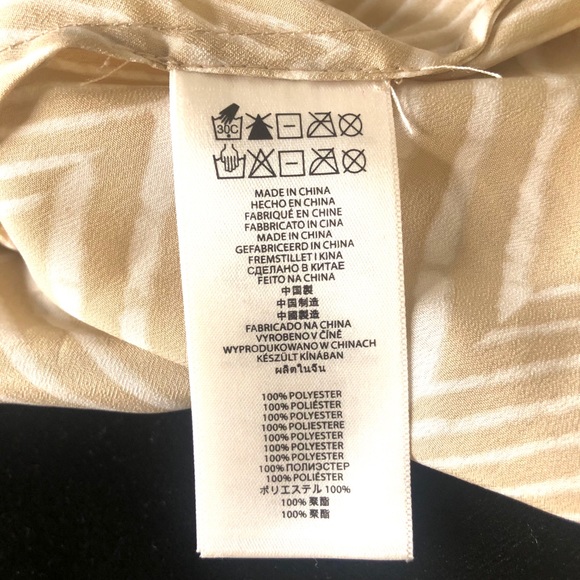 30C
MADE IN CHINA
HECHO EN CHINA
FABRIQUÉ EN CHINE
FABBRICATO IN CINA
MADE IN CHINA
GEFABRICEERD IN CHINA
FREMSTILLET I KINA
СДЕЛАНО В КИТАЕ
FEITO NA CHINA
中国製
中国制造
中國製造
FABRICADO NA CHINA
VYROBENO V ČÍNĚ
WYPRODUKOWANO W CHINACH
KÉSZÜLT KÍNÁBAN
ผลิตในจีน
100% POLYESTER
100% POLIÉSTER
100% POLYESTER
100% POLIESTERE
100% POLYESTER
100% POLYESTER
100% POLYESTER
100% ПОЛИЭСТЕР
100% POLIÉSTER
ポリエステル 100%
100% 聚酯
100% 聚酯